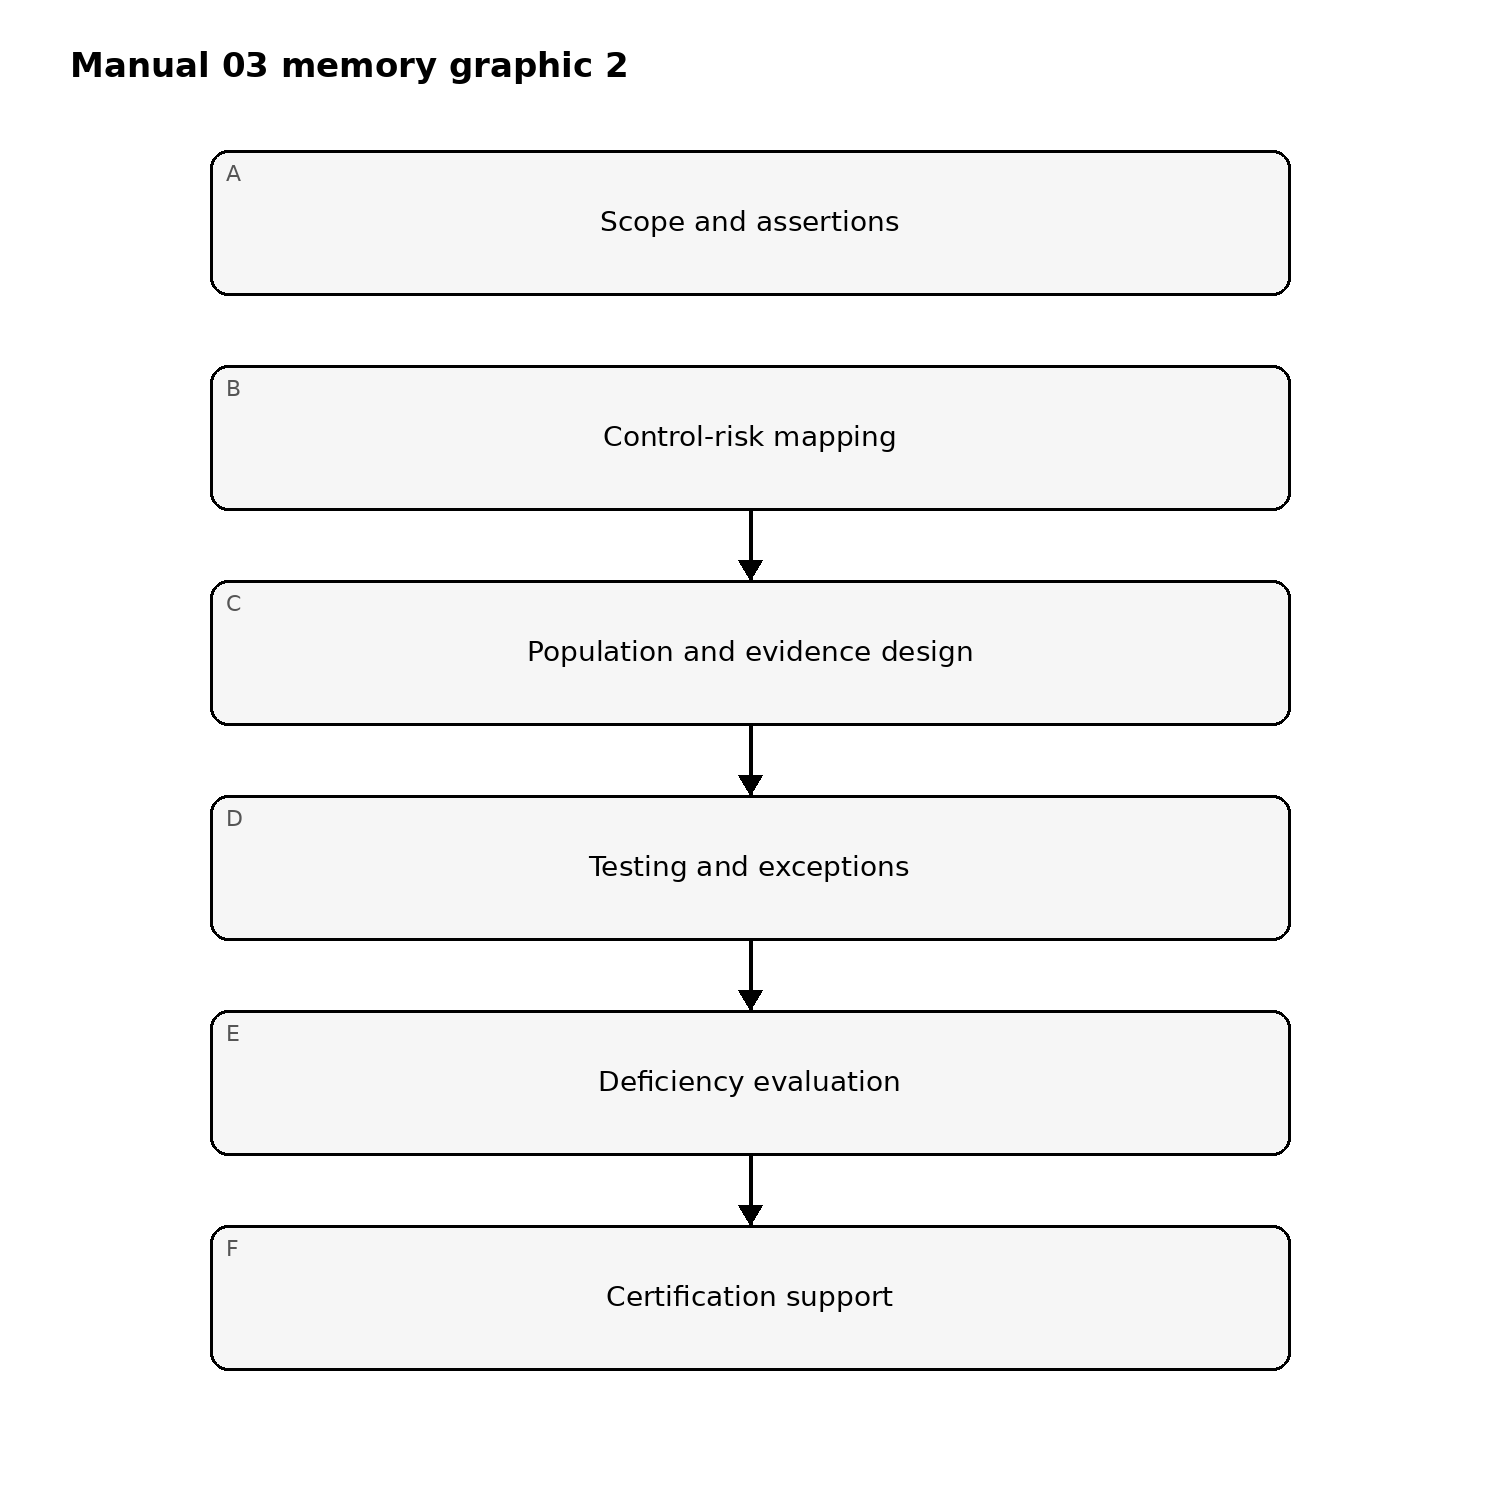 Manual 03 memory graphic 2
A
Scope and assertions
B
Control-risk mapping
C
Population and evidence design
D
Testing and exceptions
E
Deficiency evaluation
F
Certification support